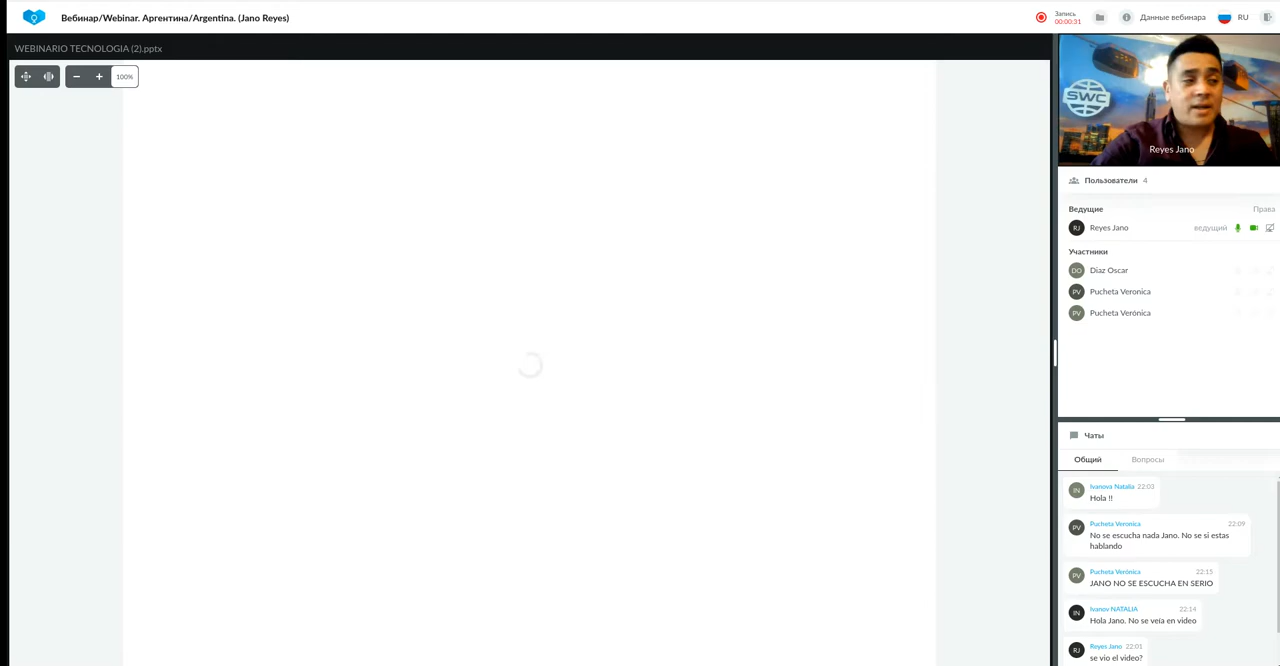 Вебинар/Webinar. Аргентина/Argentina. (Jano Reyes)
Запись
00:00:31
Данные вебинара
RU
WEBINARIO TECNOLOGIA (2).pptx
100%
SWC
Reyes Jano
Пользователи 4
Ведущие Права
RJ Reyes Jano ведущий
Участники
DO Diaz Oscar
PV Pucheta Veronica
PV Pucheta Verónica
Чаты
Общий Вопросы
IN Ivanova Natalia 22:03
Hola !!
PV Pucheta Veronica 22:09
No se escucha nada Jano. No se si estas
hablando
PV Pucheta Verónica 22:15
JANO NO SE ESCUCHA EN SERIO
IN Ivanov NATALIA 22:14
Hola Jano. No se veía en video
RJ Reyes Jano 22:01
se vio el video?